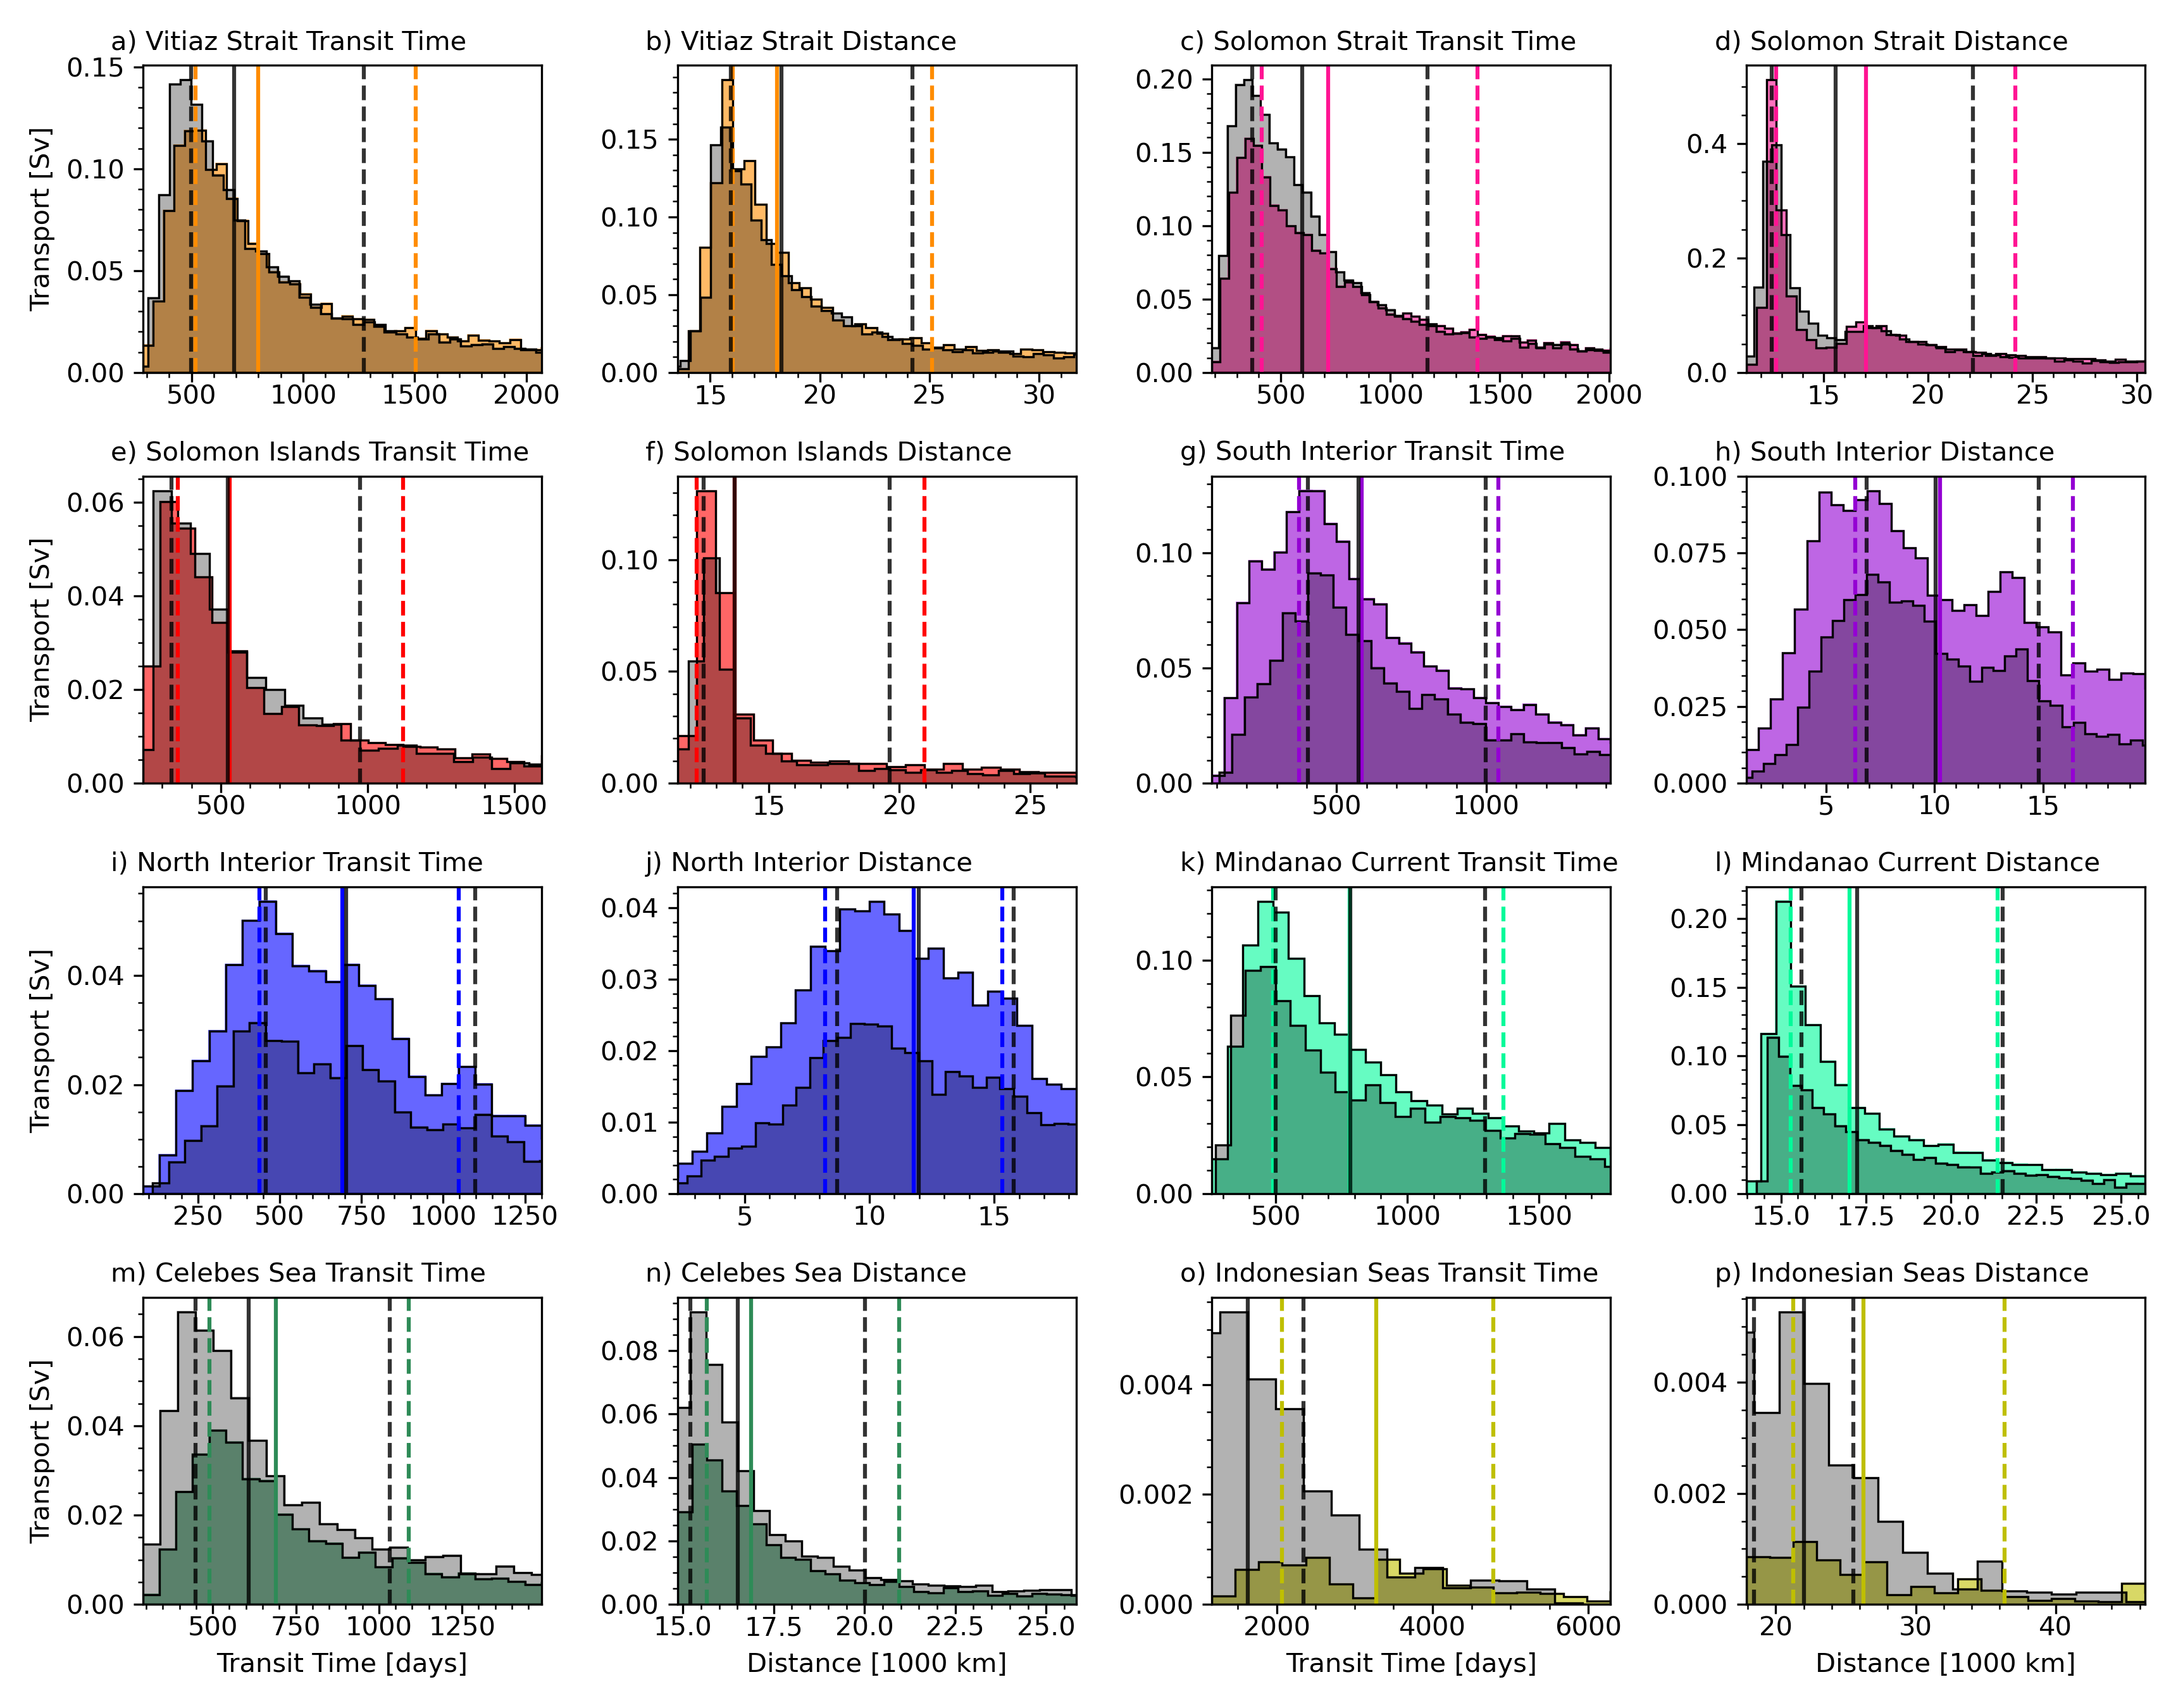 a) Vitiaz Strait Transit Time
b) Vitiaz Strait Distance
c) Solomon Strait Transit Time
d) Solomon Strait Distance
Transport [Sv]
0.15
0.10
0.05
0.00
500 1000 1500 2000
0.15
0.10
0.05
0.00
15 20 25 30
0.20
0.15
0.10
0.05
0.00
500 1000 1500 2000
0.4
0.2
0.0
15 20 25 30
e) Solomon Islands Transit Time
f) Solomon Islands Distance
g) South Interior Transit Time
h) South Interior Distance
Transport [Sv]
0.06
0.04
0.02
0.00
500 1000 1500
0.10
0.05
0.00
15 20 25
0.10
0.05
0.00
500 1000
0.100
0.075
0.050
0.025
0.000
5 10 15
i) North Interior Transit Time
j) North Interior Distance
k) Mindanao Current Transit Time
l) Mindanao Current Distance
Transport [Sv]
0.04
0.02
0.00
250 500 750 1000 1250
0.04
0.03
0.02
0.01
0.00
5 10 15
0.10
0.05
0.00
500 1000 1500
0.20
0.15
0.10
0.05
0.00
15.0 17.5 20.0 22.5 25.0
m) Celebes Sea Transit Time
n) Celebes Sea Distance
o) Indonesian Seas Transit Time
p) Indonesian Seas Distance
Transport [Sv]
0.06
0.04
0.02
0.00
500 750 1000 1250
Transit Time [days]
0.08
0.06
0.04
0.02
0.00
15.0 17.5 20.0 22.5 25.0
Distance [1000 km]
0.004
0.002
0.000
2000 4000 6000
Transit Time [days]
0.004
0.002
0.000
20 30 40
Distance [1000 km]